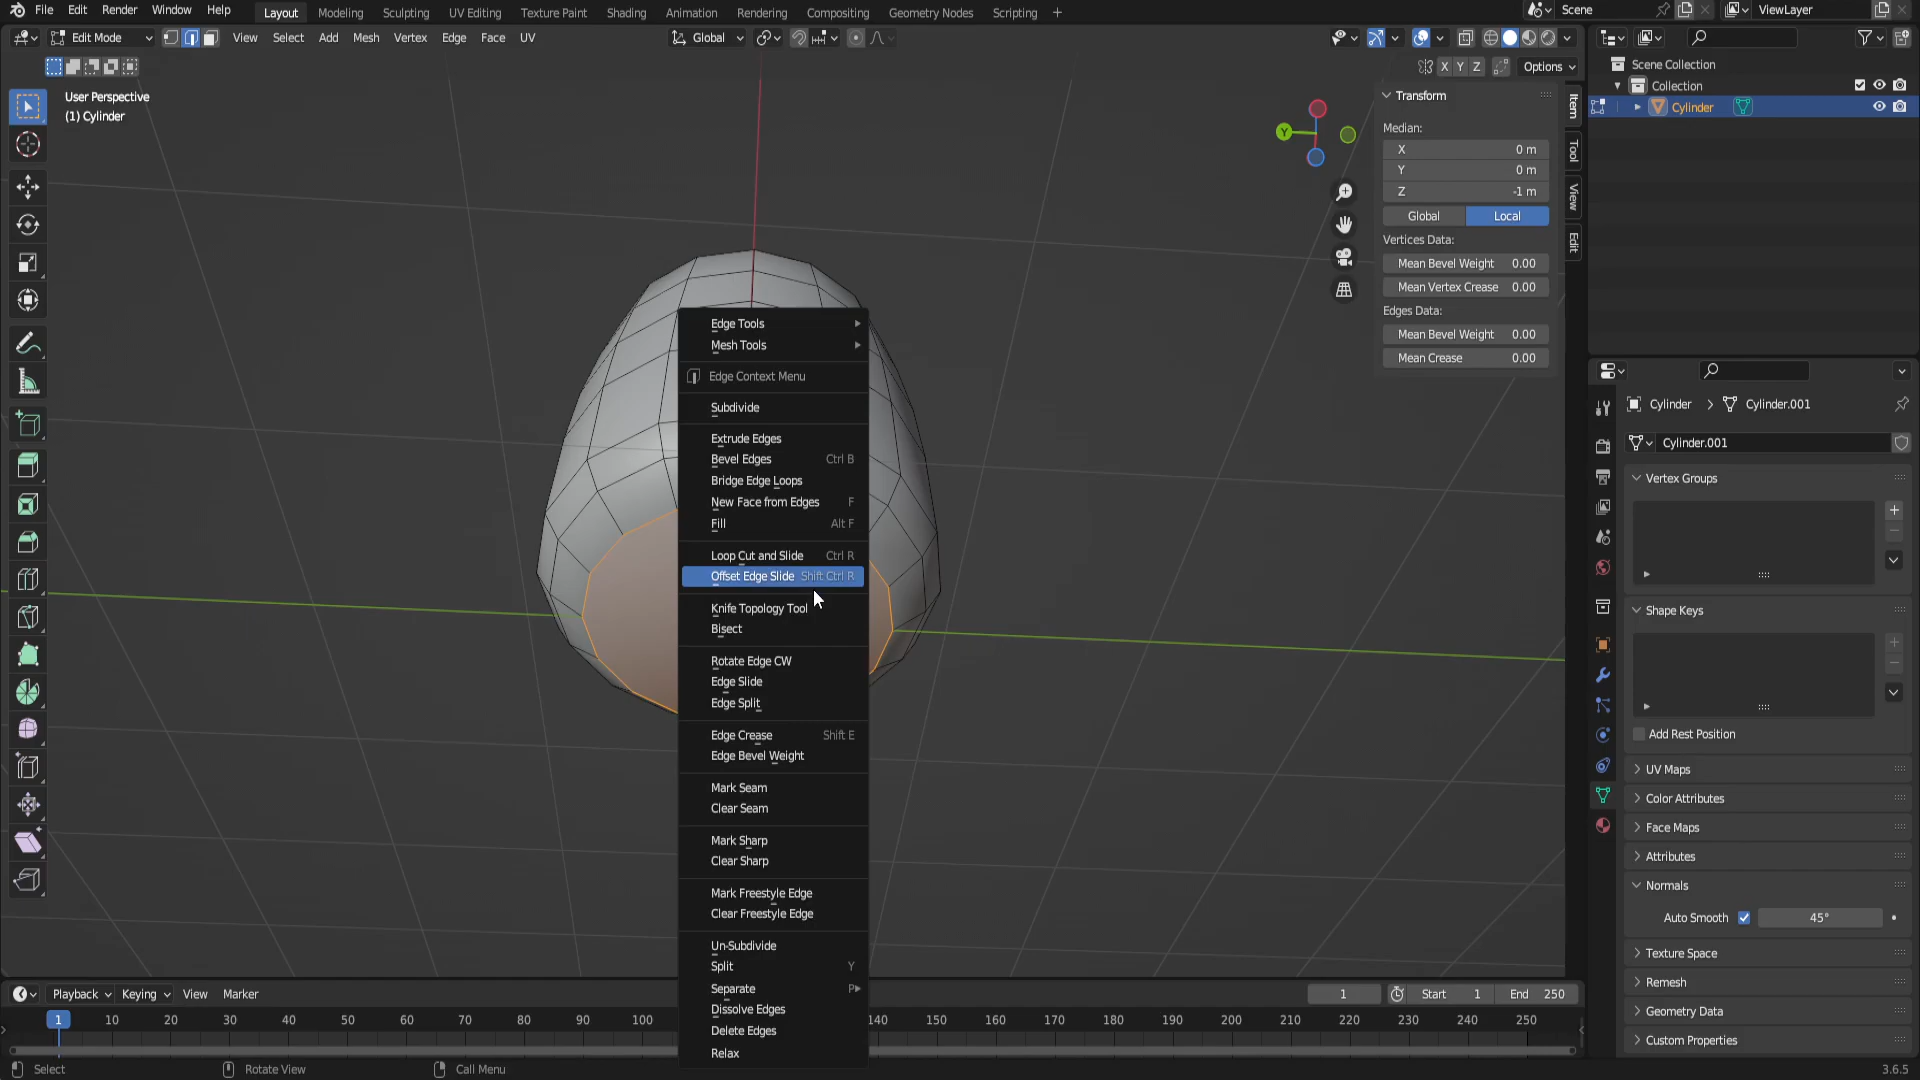 File Edit Render Window Help Layout Modeling Sculpting UV Editing Texture Paint Shading Animation Rendering Compositing Geometry Nodes Scripting + Scene ViewLayer
Edit Mode View Select Add Mesh Vertex Edge Face UV Global
X Y Z Options
User Perspective
(1) Cylinder
Y
Transform
Median:
X 0 m
Y 0 m
Z -1 m
Global Local
Vertices Data:
Mean Bevel Weight 0.00
Mean Vertex Crease 0.00
Edges Data:
Mean Bevel Weight 0.00
Mean Crease 0.00
Item
Tool
View
Edit
Scene Collection
Collection
Cylinder
Edge Tools
Mesh Tools
Edge Context Menu
Subdivide
Extrude Edges
Bevel Edges Ctrl B
Bridge Edge Loops
New Face from Edges F
Fill Alt F
Loop Cut and Slide Ctrl R
Offset Edge Slide Shift Ctrl R
Knife Topology Tool
Bisect
Rotate Edge CW
Edge Slide
Edge Split
Edge Crease Shift E
Edge Bevel Weight
Mark Seam
Clear Seam
Mark Sharp
Clear Sharp
Mark Freestyle Edge
Clear Freestyle Edge
Un-Subdivide
Split Y
Separate P
Dissolve Edges
Delete Edges
Relax
Cylinder Cylinder.001
Cylinder.001
Vertex Groups
Shape Keys
Add Rest Position
UV Maps
Color Attributes
Face Maps
Attributes
Normals
Auto Smooth 45°
Texture Space
Remesh
Geometry Data
Custom Properties
Playback Keying View Marker 1 Start 1 End 250
1 10 20 30 40 50 60 70 80 90 100 140 150 160 170 180 190 200 210 220 230 240 250
Select Rotate View Call Menu 3.6.5